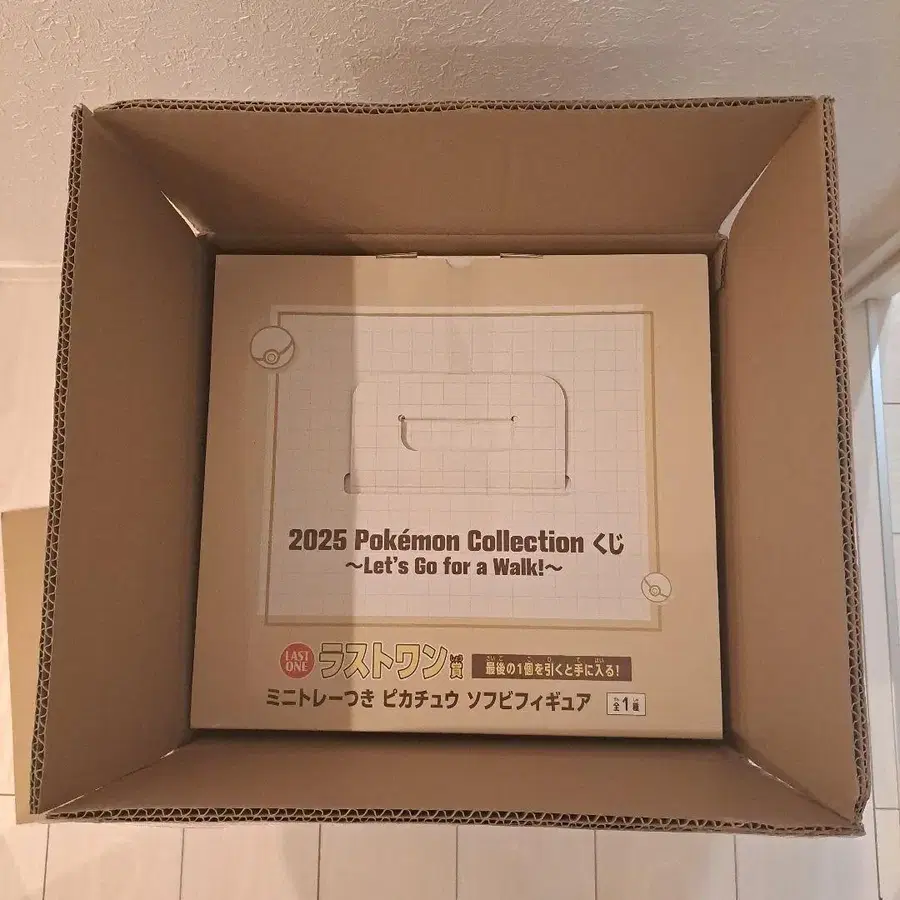 2025 Pokémon Collection くじ
～Let's Go for a Walk!～
LAST ONE ラストワン賞 最後の1個を引くと手に入る!
ミニトレーつき ピカチュウ ソフビフィギュア 全1種